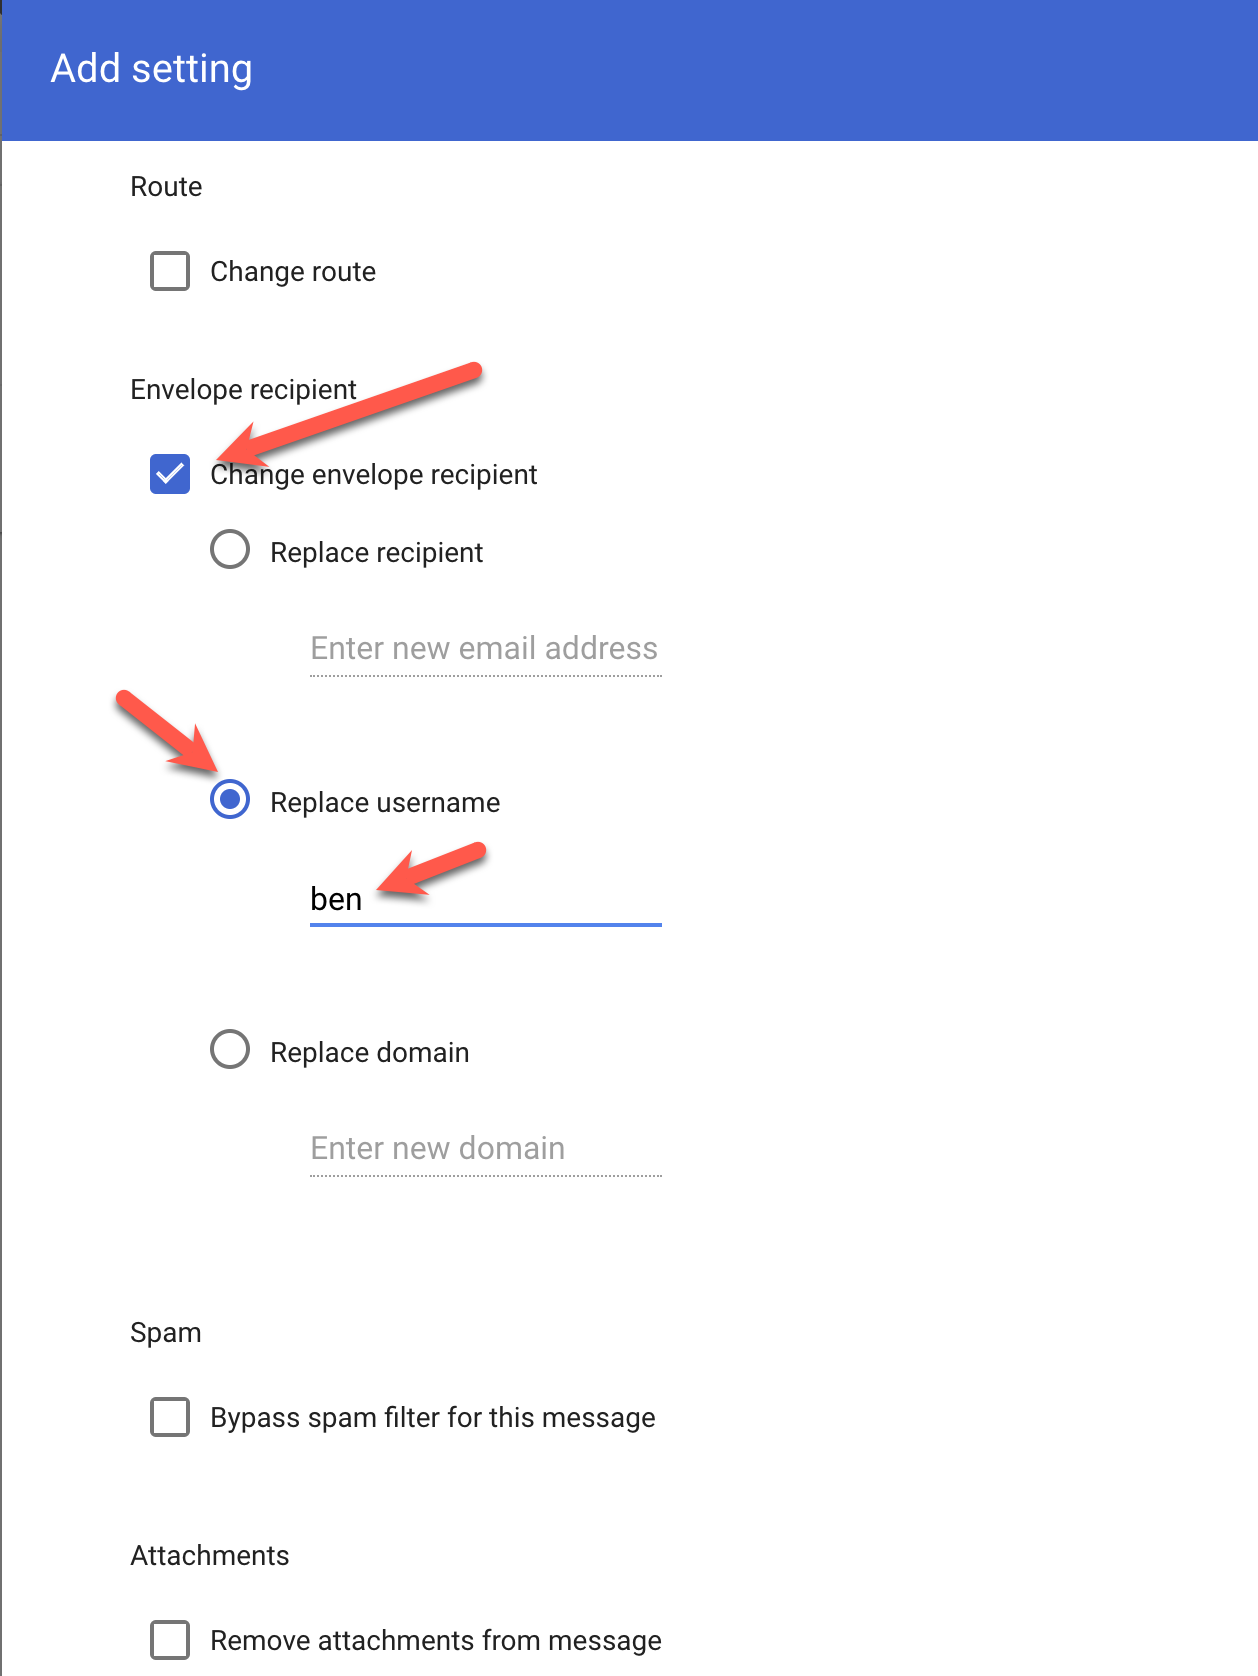 Add setting
Route
Change route
Envelope recipient
Change envelope recipient
Replace recipient
Enter new email address
Replace username
ben
Replace domain
Enter new domain
Spam
Bypass spam filter for this message
Attachments
Remove attachments from message